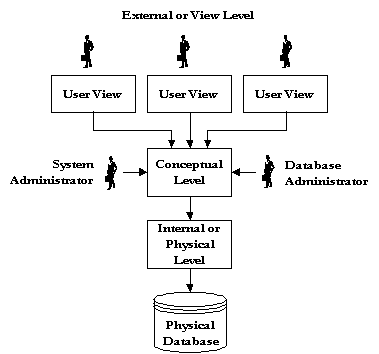 External or View Level
User View
User View
User View
System
Administrator
Conceptual
Level
Database
Administrator
Internal or
Physical
Level
Physical
Database